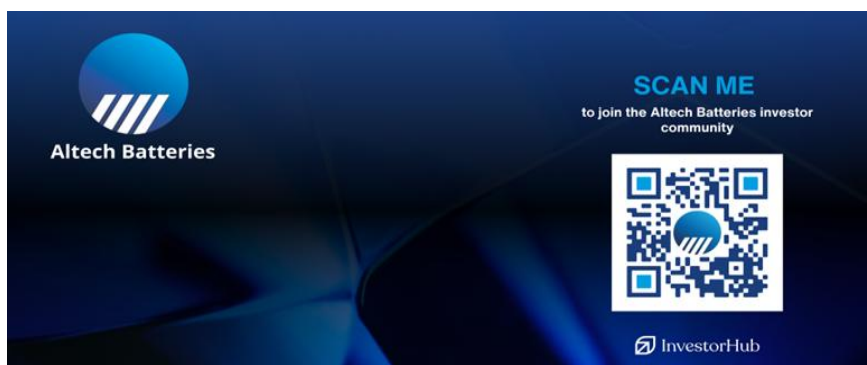 Altech Batteries
SCAN ME
to join the Altech Batteries investor
community
InvestorHub